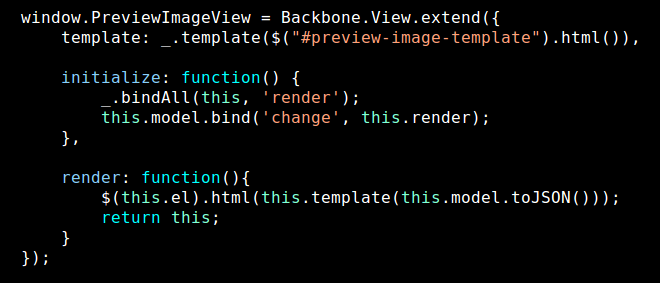 window.PreviewImageView = Backbone.View.extend({
    template: _.template($("#preview-image-template").html()),

    initialize: function() {
        _.bindAll(this, 'render');
        this.model.bind('change', this.render);
    },

    render: function(){
        $(this.el).html(this.template(this.model.toJSON()));
        return this;
    }
});